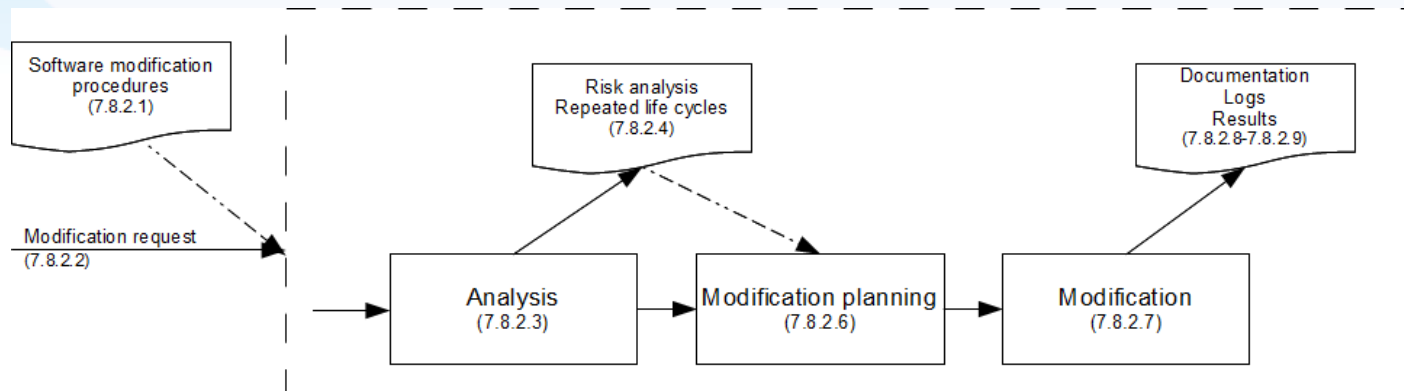 Software modification
procedures
(7.8.2.1)
Modification request
(7.8.2.2)
Risk analysis
Repeated life cycles
(7.8.2.4)
Documentation
Logs
Results
(7.8.2.8-7.8.2.9)
Analysis
(7.8.2.3)
Modification planning
(7.8.2.6)
Modification
(7.8.2.7)